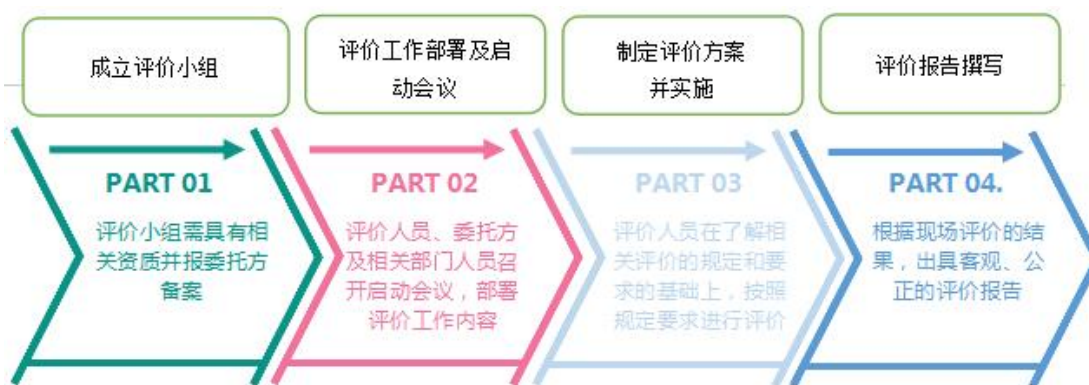 成立评价小组
评价工作部署及启
动会议
制定评价方案
并实施
评价报告撰写
PART 01
评价小组需具有相
关资质并报委托方
备案
PART 02
评价人员、委托方
及相关部门人员召
开启动会议，部署
评价工作内容
PART 03
评价人员在了解相
关评价的规定和要
求的基础上，按照
规定要求进行评价
PART 04.
根据现场评价的结
果，出具客观、公
正的评价报告